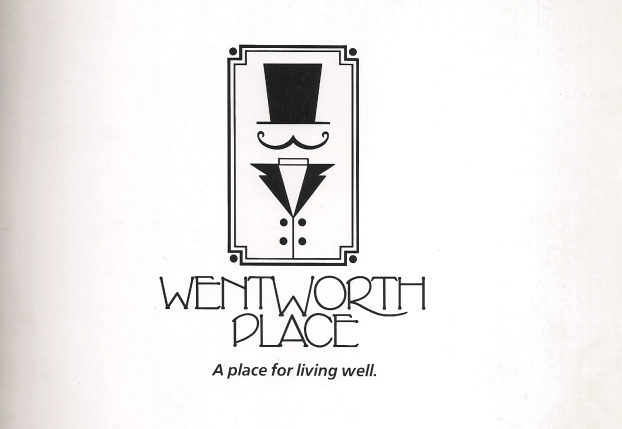 WENTWORTH
PLACE
A place for living well.